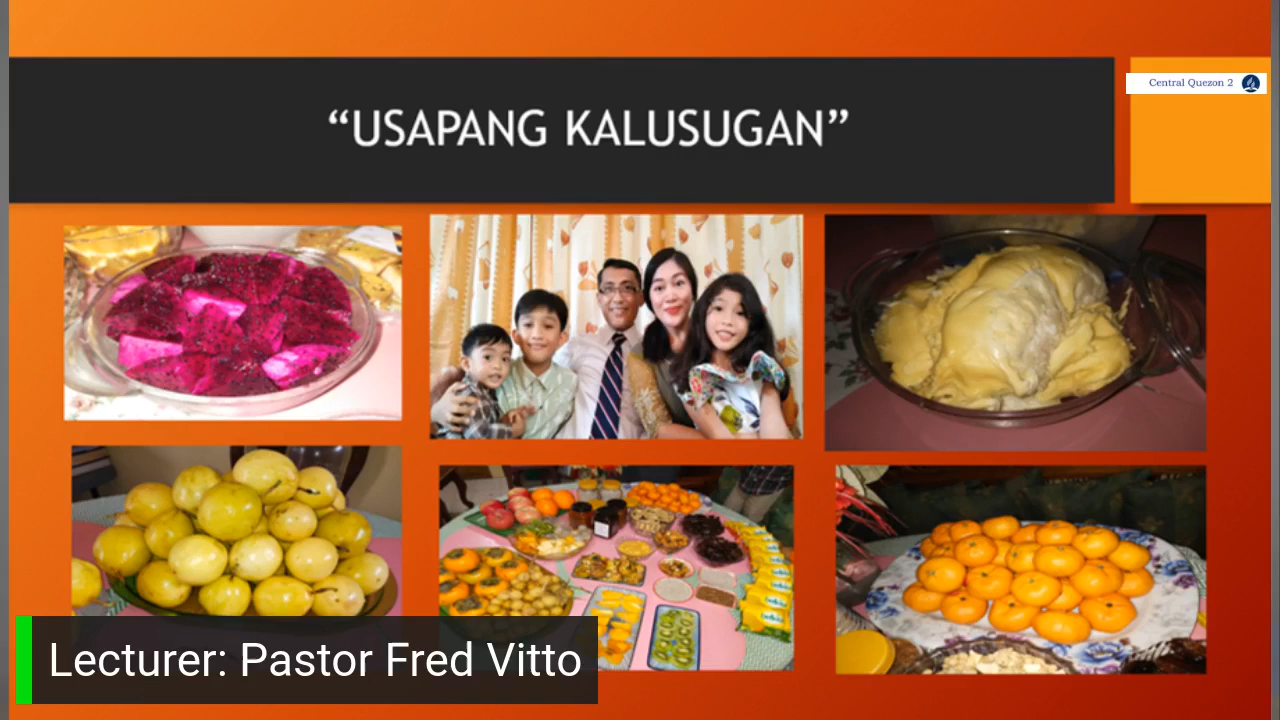 Central Quezon 2
“USAPANG KALUSUGAN”
Lecturer: Pastor Fred Vitto